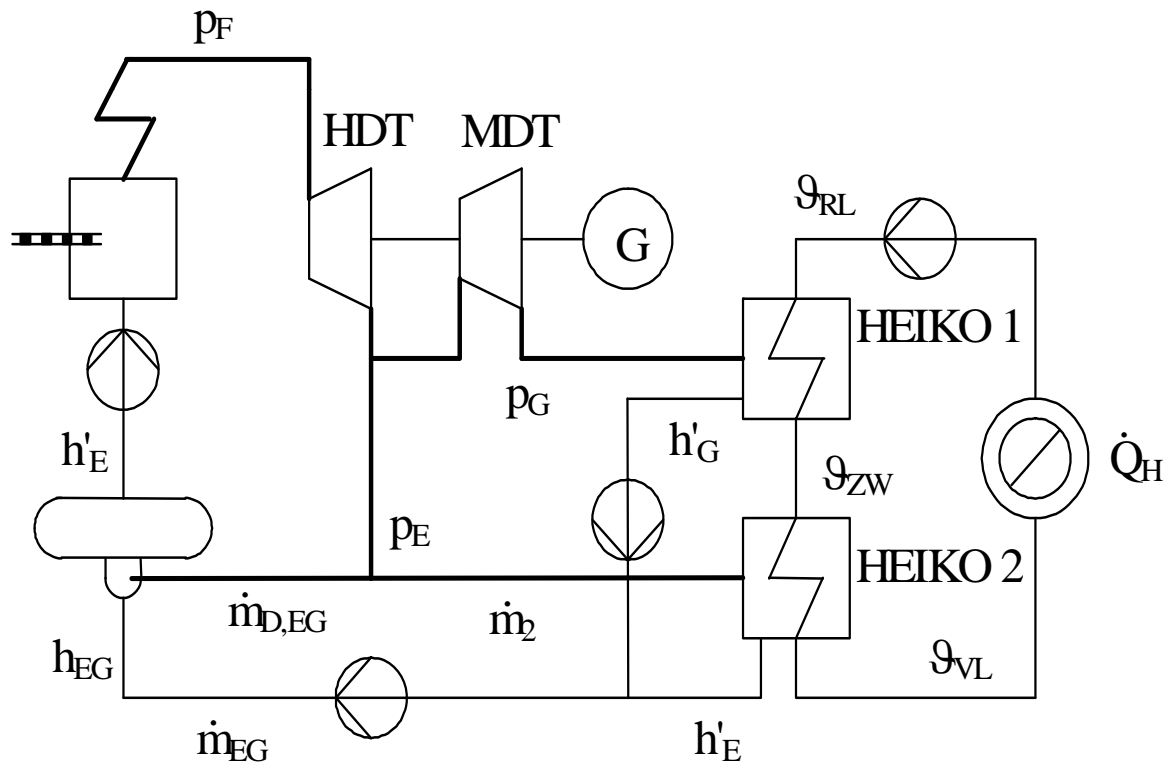 p_F
HDT
MDT
ϑ_RL
G
HEIKO 1
p_G
h'_E
h'_G
ϑ_ZW
Q̇_H
p_E
HEIKO 2
ṁ_D,EG
ṁ_2
h_EG
ϑ_VL
ṁ_EG
h'_E